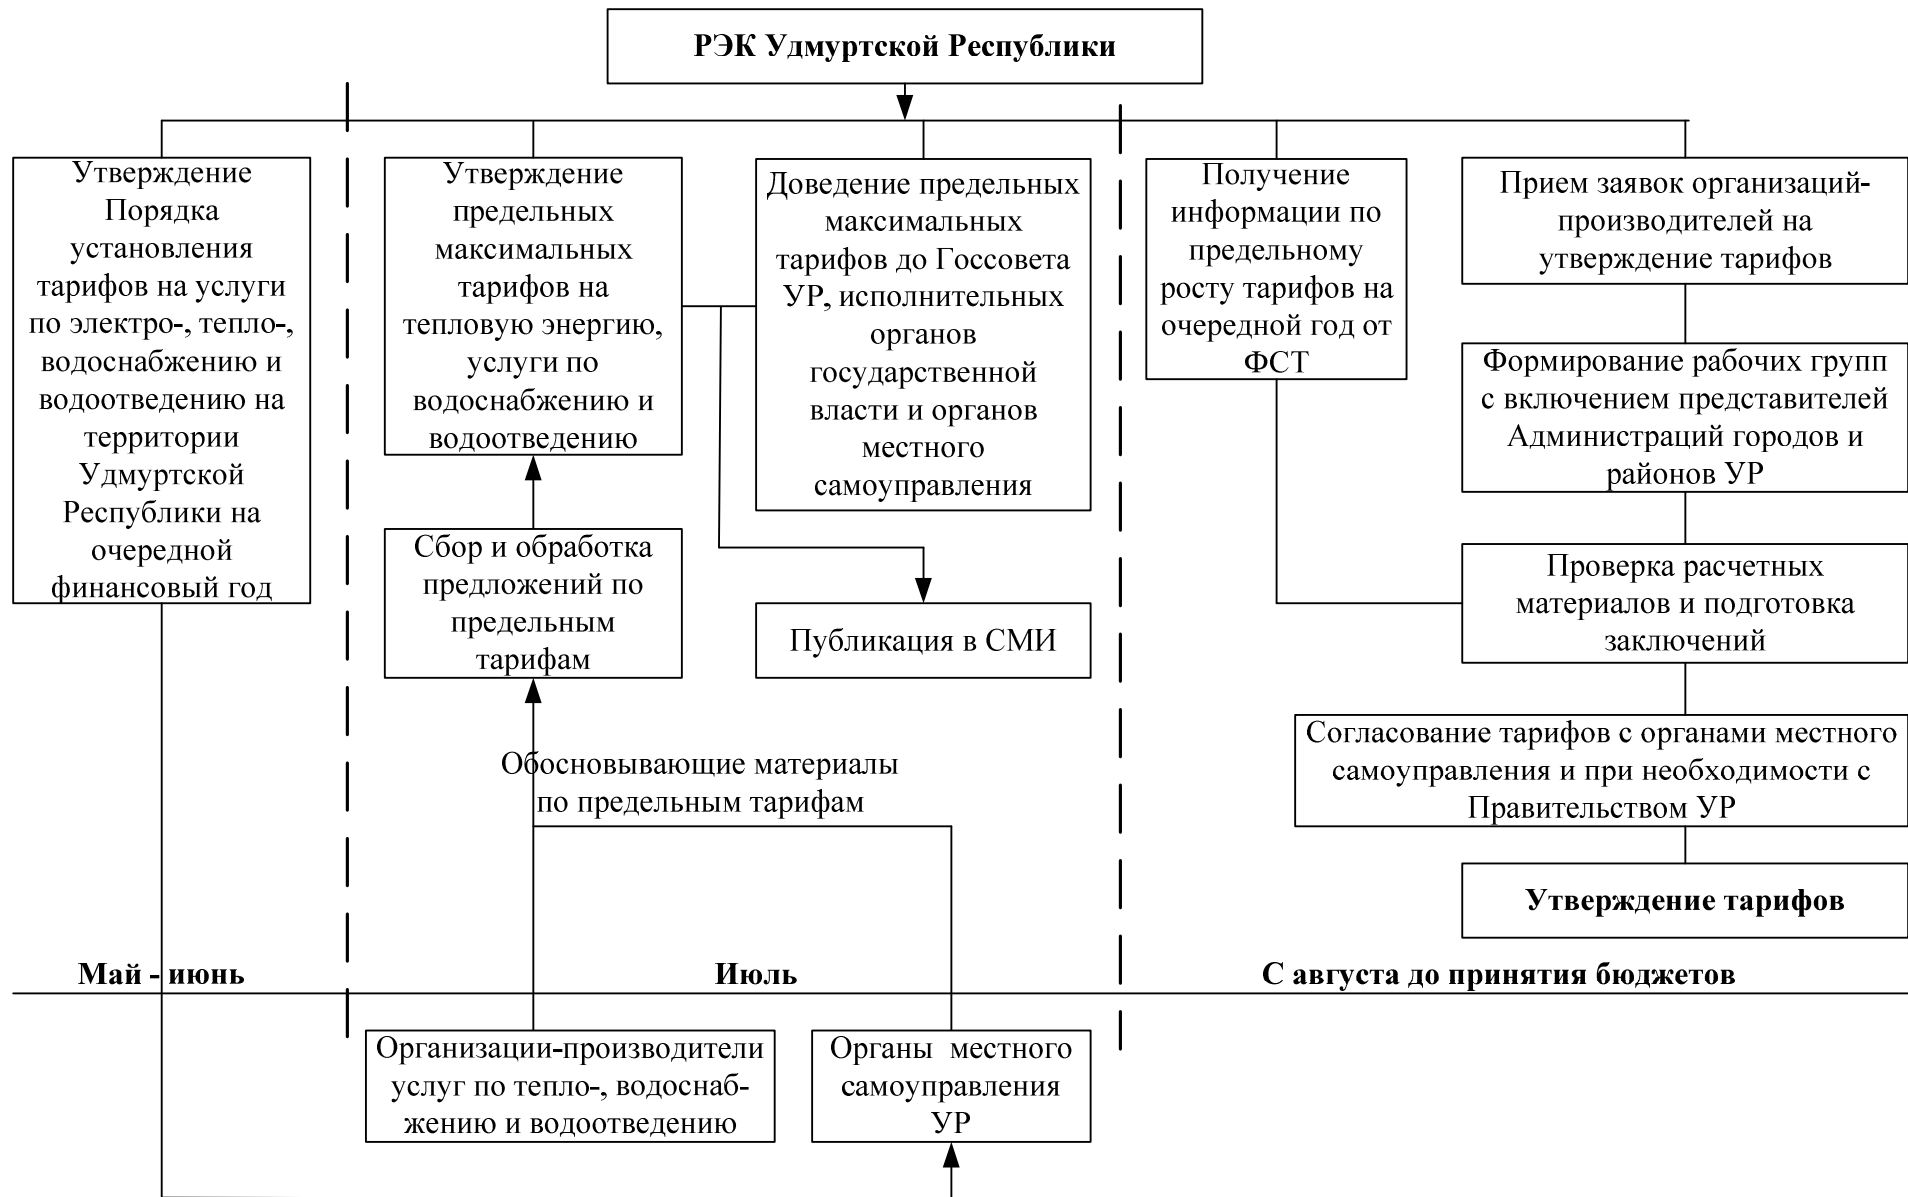 РЭК Удмуртской Республики
Утверждение
Порядка
установления
тарифов на услуги
по электро-, тепло-,
водоснабжению и
водоотведению на
территории
Удмуртской
Республики на
очередной
финансовый год
Утверждение
предельных
максимальных
тарифов на
тепловую энергию,
услуги по
водоснабжению и
водоотведению
Доведение предельных
максимальных
тарифов до Госсовета
УР, исполнительных
органов
государственной
власти и органов
местного
самоуправления
Получение
информации по
предельному
росту тарифов на
очередной год от
ФСТ
Прием заявок организаций-
производителей на
утверждение тарифов
Формирование рабочих групп
с включением представителей
Администраций городов и
районов УР
Сбор и обработка
предложений по
предельным
тарифам
Публикация в СМИ
Проверка расчетных
материалов и подготовка
заключений
Обосновывающие материалы
по предельным тарифам
Согласование тарифов с органами местного
самоуправления и при необходимости с
Правительством УР
Утверждение тарифов
Май - июнь
Июль
С августа до принятия бюджетов
Организации-производители
услуг по тепло-, водоснаб-
жению и водоотведению
Органы местного
самоуправления
УР